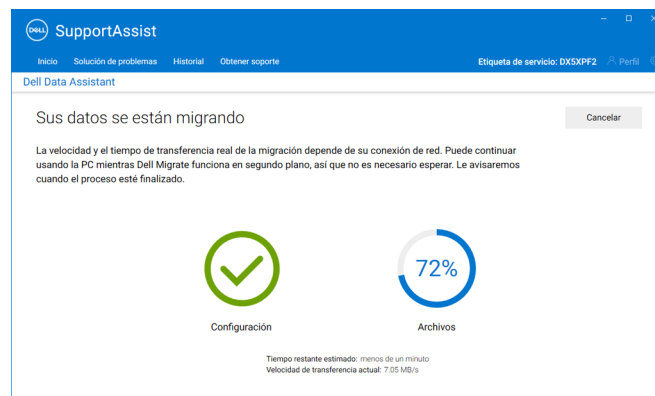 DELL SupportAssist
Inicio Solución de problemas Historial Obtener soporte Etiqueta de servicio: DX5XPF2 Perfil
Dell Data Assistant
Sus datos se están migrando Cancelar
La velocidad y el tiempo de transferencia real de la migración depende de su conexión de red. Puede continuar
usando la PC mientras Dell Migrate funciona en segundo plano, así que no es necesario esperar. Le avisaremos
cuando el proceso esté finalizado.
72%
Configuración Archivos
Tiempo restante estimado: menos de un minuto
Velocidad de transferencia actual: 7.05 MB/s